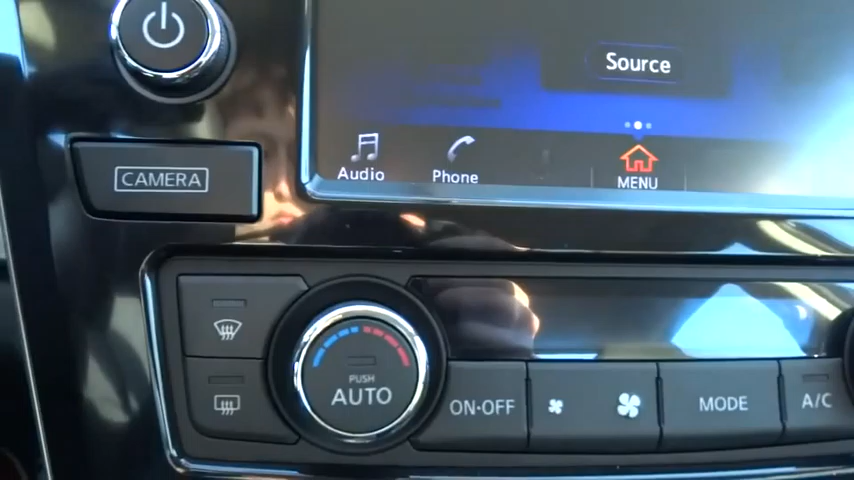 Source
Audio
Phone
MENU
CAMERA
PUSH
AUTO
ON•OFF
MODE
A/C